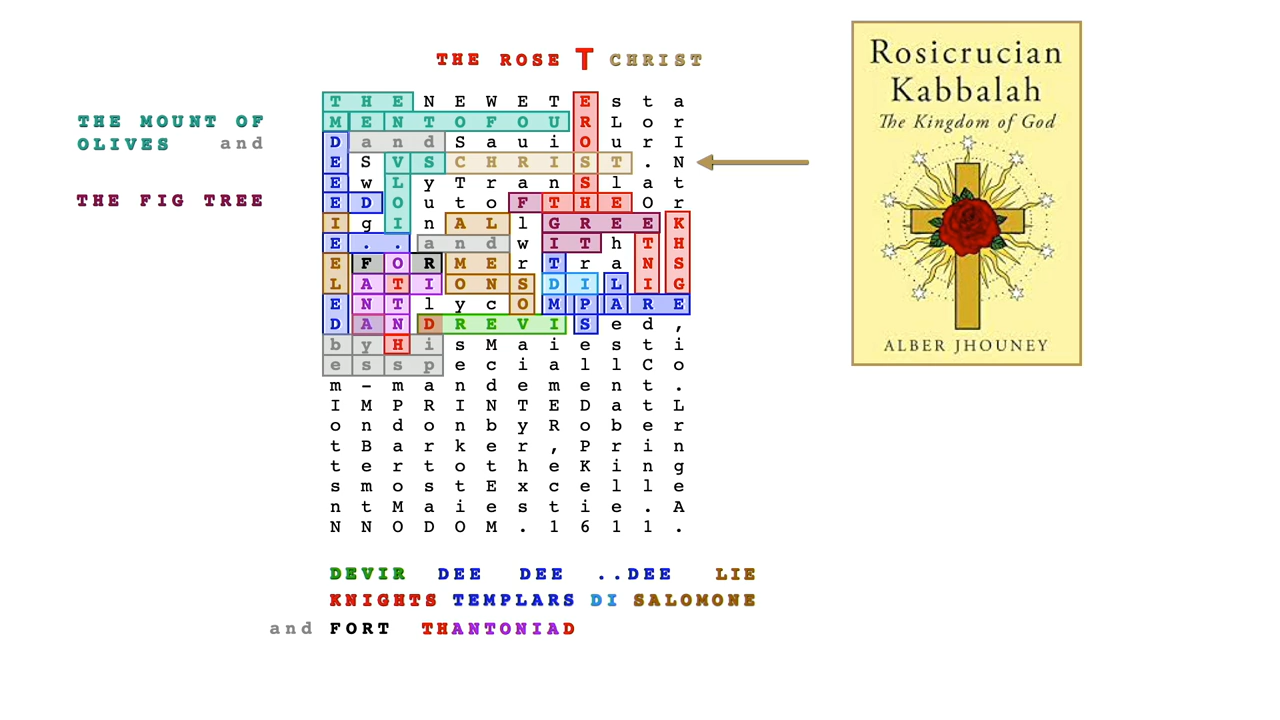 THE ROSE T CHRIST
THE MOUNT OF
OLIVES and
THE FIG TREE
T H E N E W E T E s t a
M E N T O F O U R L o r
D a n d S a u i O u r I
E S V S C H R I S T . N
E w L y T r a n S l a t
E D O u t o F T H E O r
I g I n A L l G R E E K
E . . a n d w I T h T H
E F O R M E r T r a N S
L A T I O N S D I L I G
E N T l y c O M P A R E
D A N D R E V I S e d ,
b y H i s M a i e s t i
e s s p e c i a l l C o
m - m a n d e m e n t .
I M P R I N T E D a t L
o n d o n b y R o b e r
t B a r k e r , P r i n
t e r t o t h e K i n g
s m o s t E x c e l l e
n t M a i e s t i e . A
N N O D O M . 1 6 1 1 .
DEVIR DEE DEE ..DEE LIE
KNIGHTS TEMPLARS DI SALOMONE
and FORT THANTONIAD
Rosicrucian
Kabbalah
The Kingdom of God
ALBER JHOUNEY